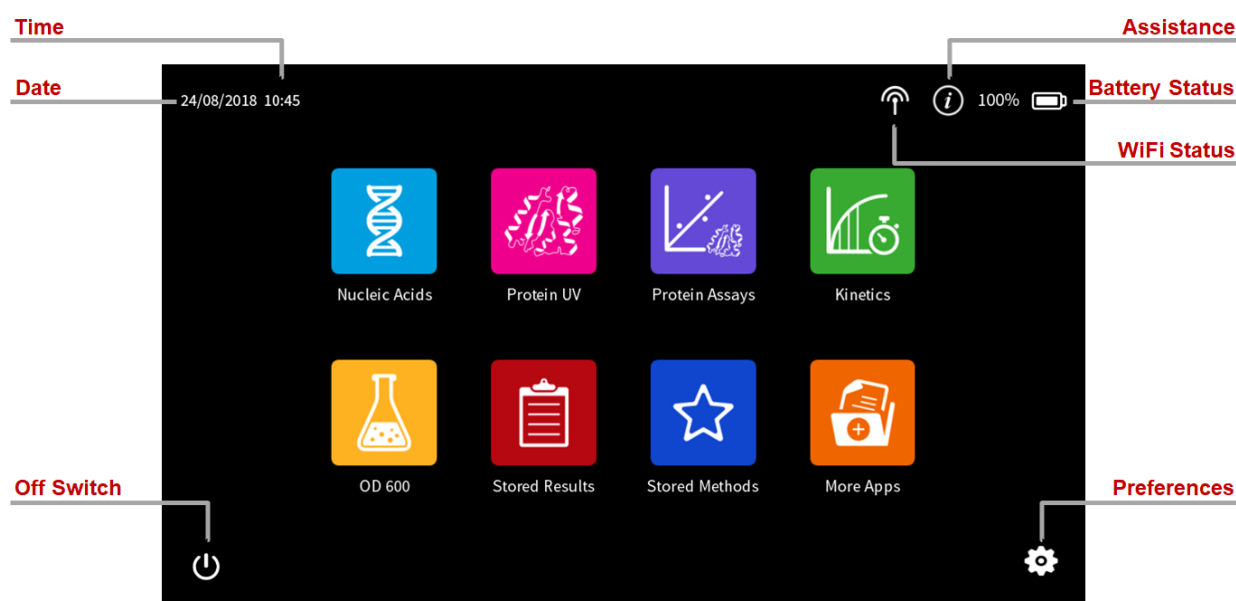 Time
Assistance
Date
Battery Status
24/08/2018 10:45
i
100%
WiFi Status
Nucleic Acids
Protein UV
Protein Assays
Kinetics
OD 600
Stored Results
Stored Methods
More Apps
Off Switch
Preferences